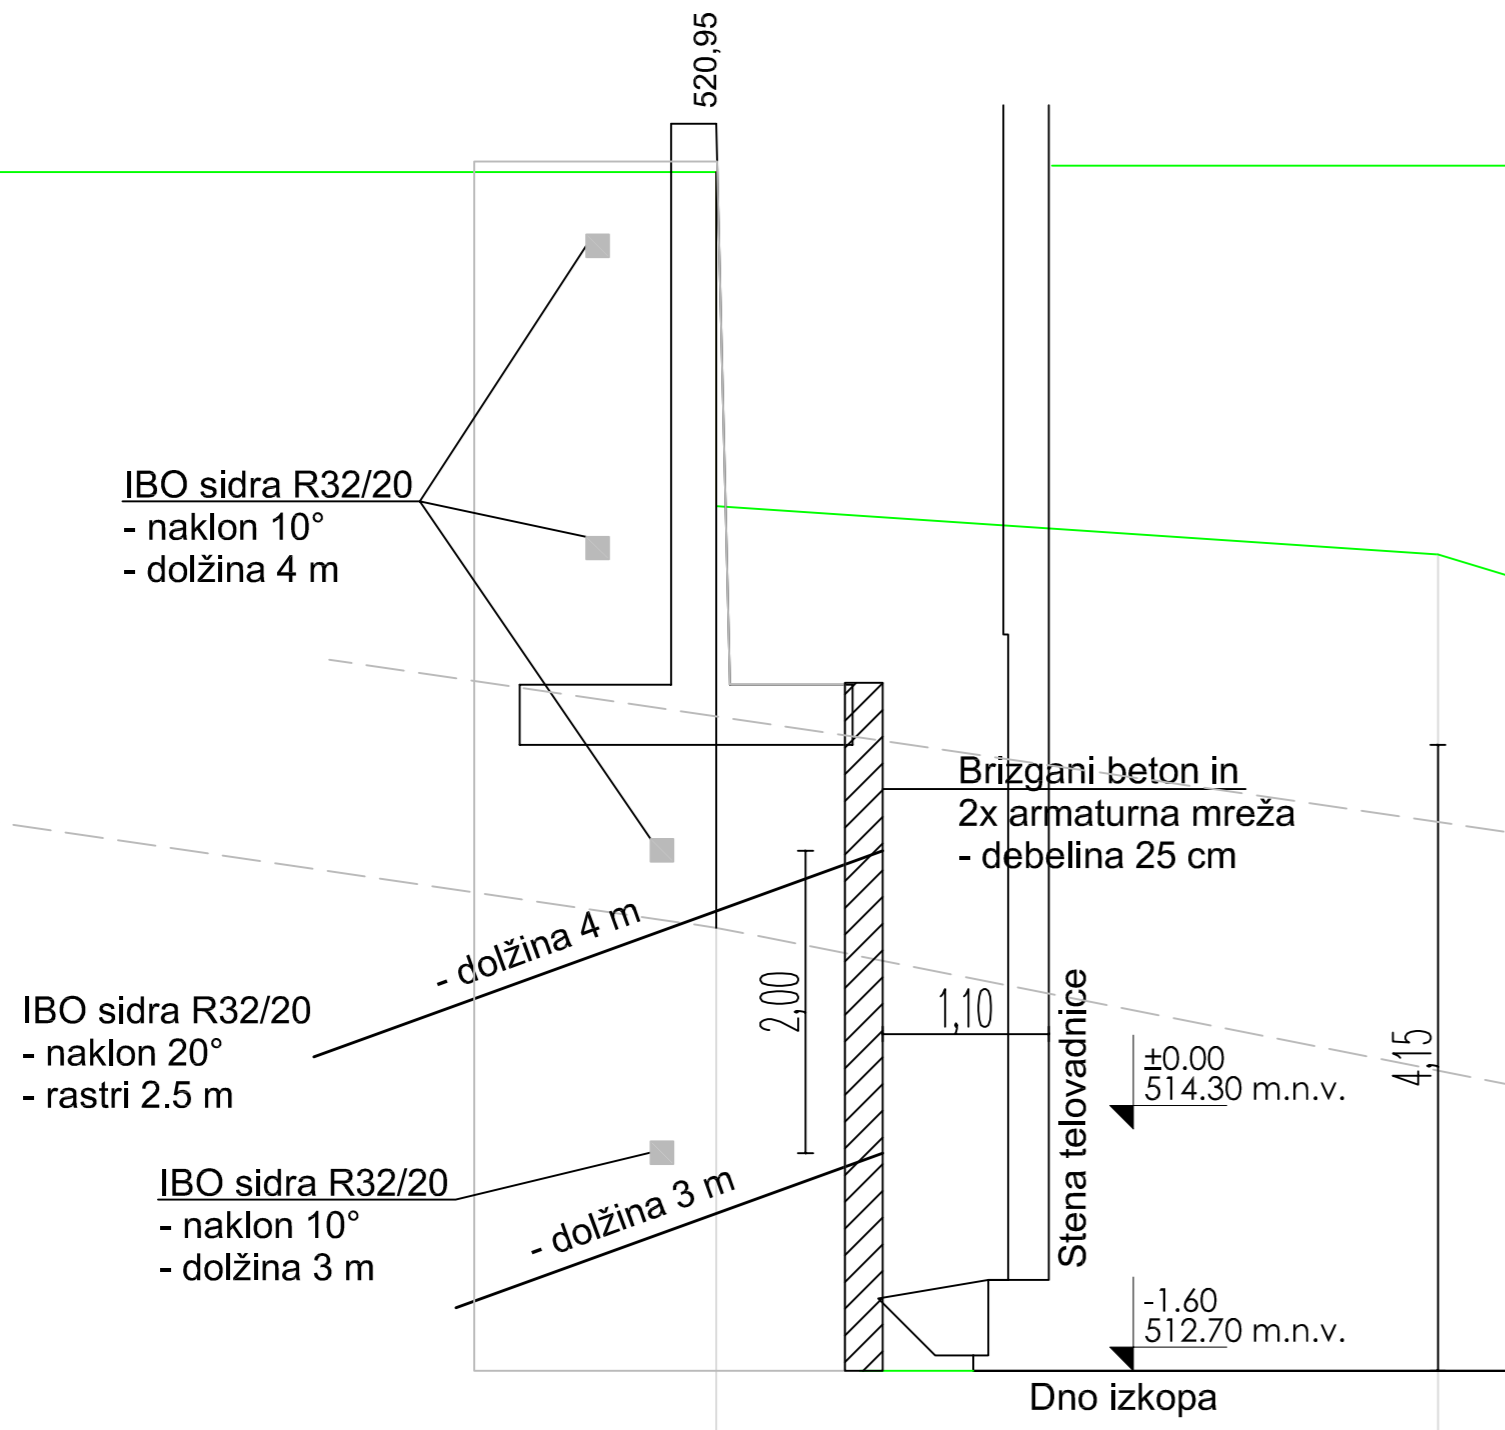 520,95
IBO sidra R32/20
- naklon 10°
- dolžina 4 m
Brizgani beton in
2x armaturna mreža
- debelina 25 cm
- dolžina 4 m
IBO sidra R32/20
- naklon 20°
- rastri 2.5 m
2,00
1,10
Stena telovadnice
±0.00
514.30 m.n.v.
4,15
IBO sidra R32/20
- naklon 10°
- dolžina 3 m
- dolžina 3 m
-1.60
512.70 m.n.v.
Dno izkopa